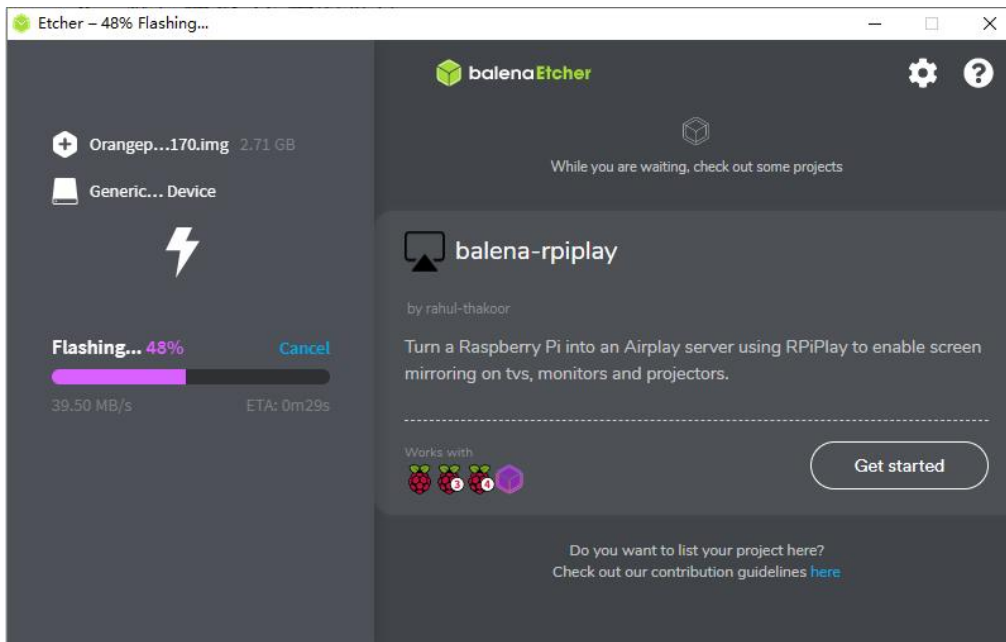 Etcher – 48% Flashing...
balenaEtcher
Orangep...170.img 2.71 GB
Generic... Device
While you are waiting, check out some projects
balena-rpiplay
by rahul-thakoor
Flashing... 48% Cancel
39.50 MB/s ETA: 0m29s
Turn a Raspberry Pi into an Airplay server using RPiPlay to enable screen
mirroring on tvs, monitors and projectors.
Works with
3 4
Get started
Do you want to list your project here?
Check out our contribution guidelines here